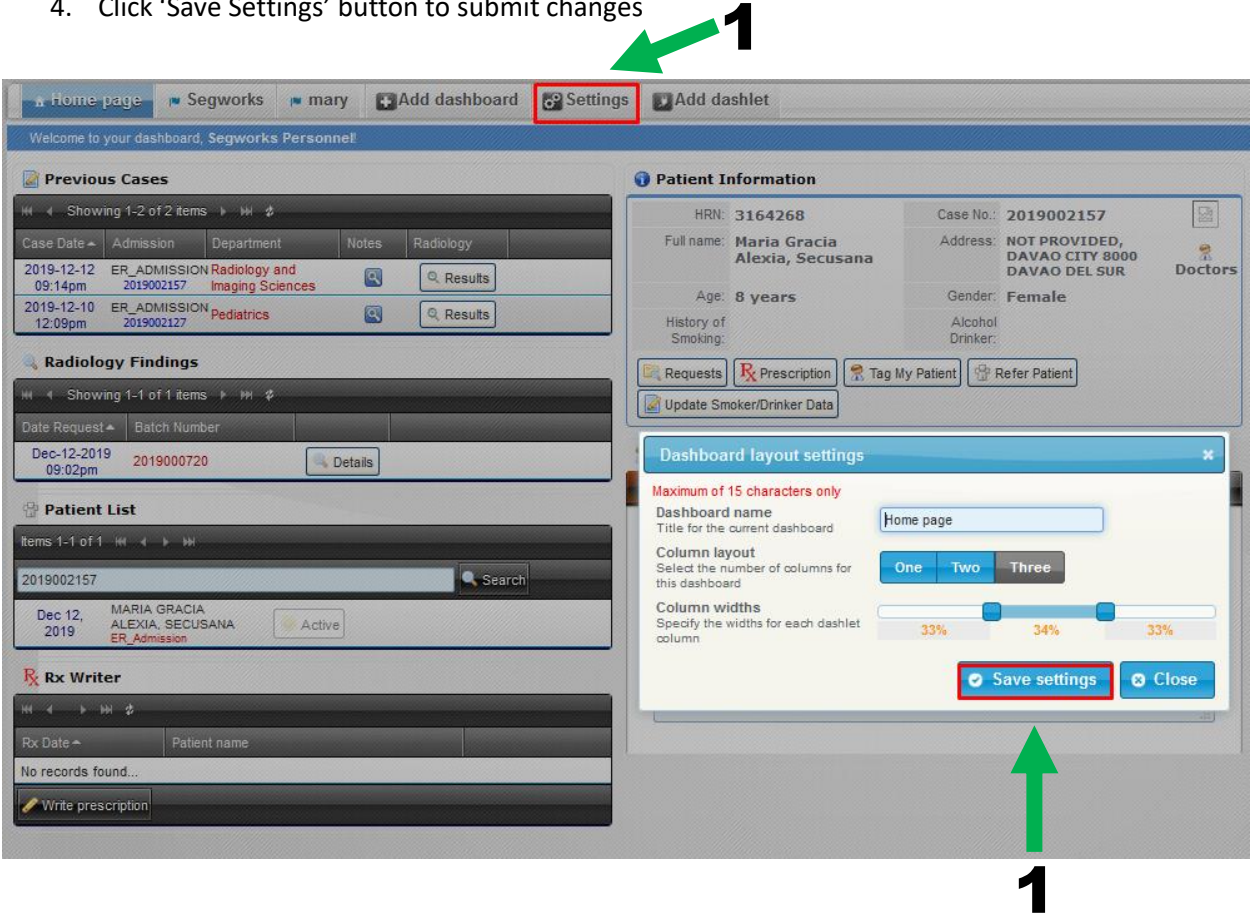 4. Click ‘Save Settings’ button to submit changes
1
Home page Segworks mary Add dashboard Settings Add dashlet
Welcome to your dashboard, Segworks Personnel!
Previous Cases
Showing 1-2 of 2 items
Case Date Admission Department Notes Radiology
2019-12-12 ER_ADMISSION Radiology and
09:14pm 2019002157 Imaging Sciences Results
2019-12-10 ER_ADMISSION Pediatrics Results
12:09pm 2019002127
Radiology Findings
Showing 1-1 of 1 items
Date Request Batch Number
Dec-12-2019 2019000720 Details
09:02pm
Patient List
Items 1-1 of 1
2019002157 Search
Dec 12, MARIA GRACIA
2019 ALEXIA, SECUSANA Active
ER_Admission
Rx Rx Writer
Rx Date Patient name
No records found...
Write prescription
Patient Information
HRN: 3164268 Case No.: 2019002157
Full name: Maria Gracia Address: NOT PROVIDED,
Alexia, Secusana DAVAO CITY 8000
DAVAO DEL SUR Doctors
Age: 8 years Gender: Female
History of Alcohol
Smoking: Drinker:
Requests Rx Prescription Tag My Patient Refer Patient
Update Smoker/Drinker Data
Dashboard layout settings
Maximum of 15 characters only
Dashboard name
Title for the current dashboard Home page
Column layout
Select the number of columns for One Two Three
this dashboard
Column widths
Specify the widths for each dashlet
column 33% 34% 33%
Save settings Close
1